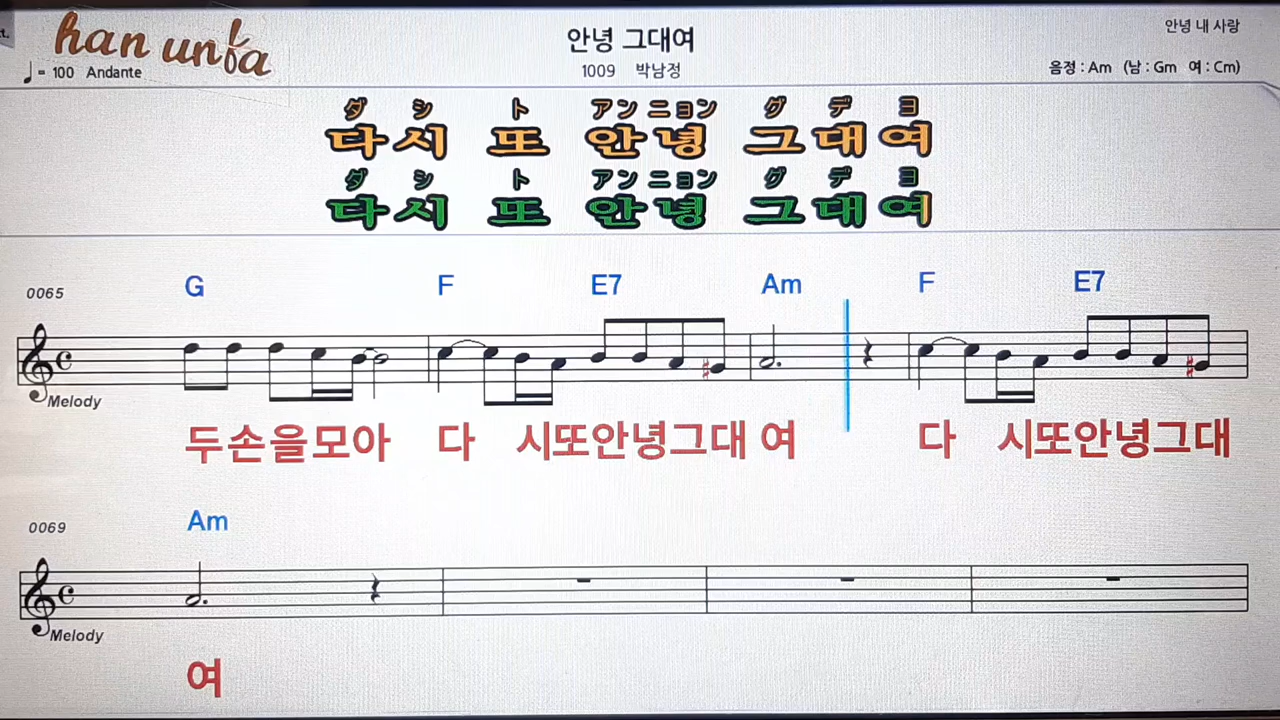 han un
안녕 그대여
안녕 내 사랑
= 100 Andante
1009 박남정
음정 : Am (남 : Gm 여 : Cm)
ダ シ ト アン ニョン グ デ ヨ
다시 또 안녕 그대여
ダ シ ト アン ニョン グ デ ヨ
다시 또 안녕 그대여
G F E7 Am F E7
0065
Melody
두손을모아 다 시또안녕그대 여 다 시또안녕그대
Am
0069
Melody
여